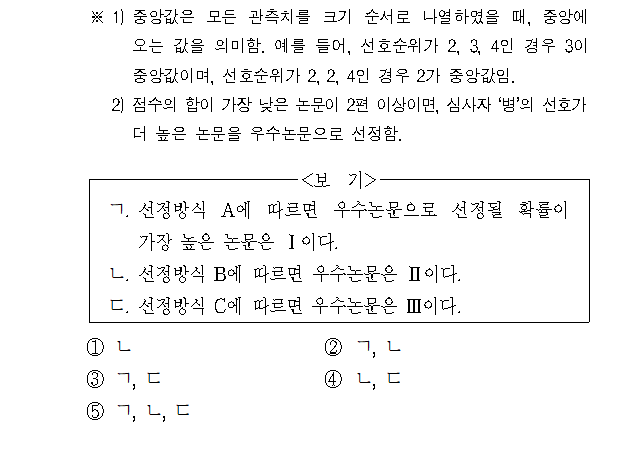 ※ 1) 중앙값은 모든 관측치를 크기 순서로 나열하였을 때, 중앙에
오는 값을 의미함. 예를 들어, 선호순위가 2, 3, 4인 경우 3이
중앙값이며, 선호순위가 2, 2, 4인 경우 2가 중앙값임.
2) 점수의 합이 가장 낮은 논문이 2편 이상이면, 심사자 ‘병’의 선호가
더 높은 논문을 우수논문으로 선정함.
<보 기>
ㄱ. 선정방식 A에 따르면 우수논문으로 선정될 확률이
가장 높은 논문은 Ⅰ이다.
ㄴ. 선정방식 B에 따르면 우수논문은 Ⅱ이다.
ㄷ. 선정방식 C에 따르면 우수논문은 Ⅲ이다.
① ㄴ ② ㄱ, ㄴ
③ ㄱ, ㄷ ④ ㄴ, ㄷ
⑤ ㄱ, ㄴ, ㄷ